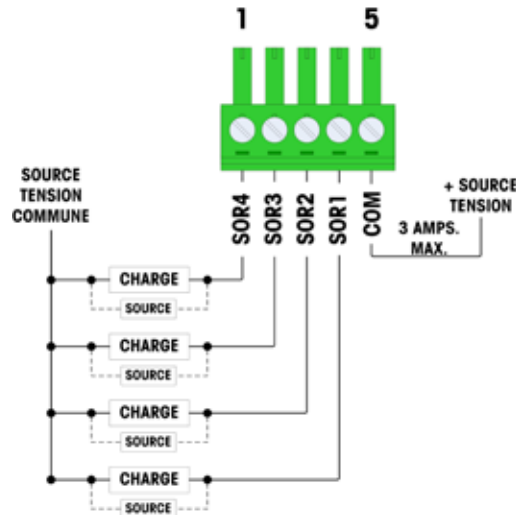 1 5
SOURCE
TENSION
COMMUNE
SOR4
SOR3
SOR2
SOR1
COM
+ SOURCE
TENSION
3 AMPS.
MAX.
CHARGE
SOURCE
CHARGE
SOURCE
CHARGE
SOURCE
CHARGE
SOURCE